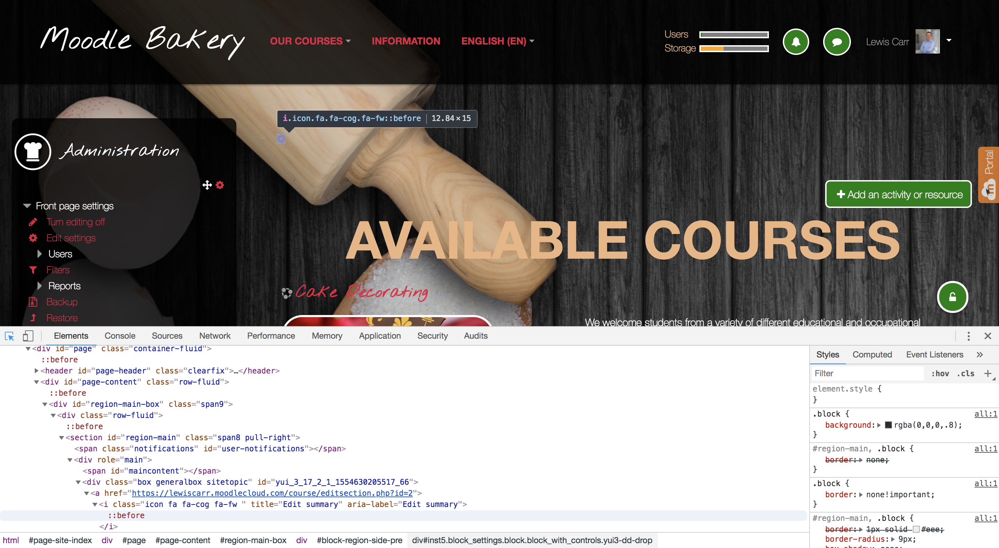 Moodle Bakery
OUR COURSES
INFORMATION
ENGLISH (EN)
Users
Storage
Lewis Carr
i.icon.fa.fa-cog.fa-fw::before | 12.84 × 15
Administration
Portal
Add an activity or resource
Front page settings
Turn editing off
Edit settings
Users
Filters
Reports
Backup
Restore
AVAILABLE COURSES
Cake Decorating
We welcome students from a variety of different educational and occupational
Elements Console Sources Network Performance Memory Application Security Audits
<div id="page" class="container-fluid">
::before
<header id="page-header" class="clearfix">…</header>
<div id="page-content" class="row-fluid">
::before
<div id="region-main-box" class="span9">
<div class="row-fluid">
::before
<section id="region-main" class="span8 pull-right">
<span class="notifications" id="user-notifications"></span>
<div role="main">
<span id="maincontent"></span>
<div class="box generalbox sitetopic" id="yui_3_17_2_1_1554630205517_66">
<a href="https://lewiscarr.moodlecloud.com/course/editsection.php?id=2">
<i class="icon fa fa-cog fa-fw " title="Edit summary" aria-label="Edit summary">
::before
</i>
html #page-site-index div #page #page-content #region-main-box div #block-region-side-pre div#inst5.block_settings.block.block_with_controls.yui3-dd-drop
Styles Computed Event Listeners »
Filter :hov .cls +
element.style {
}
.block { all:1
background: rgba(0,0,0,.8);
}
#region-main, .block { all:1
border: none;
}
.block { all:1
border: none!important;
}
#region-main, .block { all:1
border: 1px solid #eee;
border-radius: 9px;
box-shadow: none;